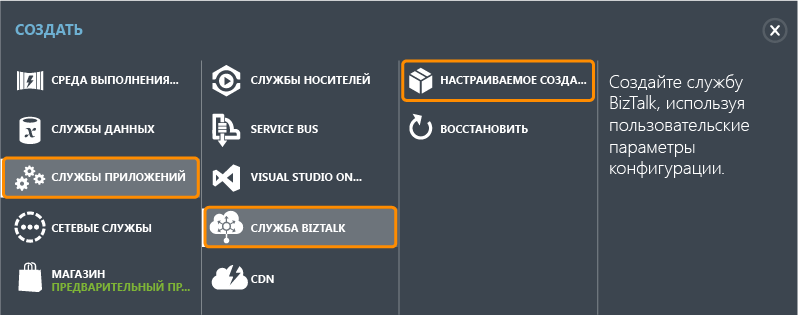 СОЗДАТЬ
СРЕДА ВЫПОЛНЕНИЯ...
СЛУЖБЫ ДАННЫХ
СЛУЖБЫ ПРИЛОЖЕНИЙ
СЕТЕВЫЕ СЛУЖБЫ
МАГАЗИН
ПРЕДВАРИТЕЛЬНЫЙ ПР...
СЛУЖБЫ НОСИТЕЛЕЙ
SERVICE BUS
VISUAL STUDIO ON...
СЛУЖБА BIZTALK
CDN
НАСТРАИВАЕМОЕ СОЗДА...
ВОССТАНОВИТЬ
Создайте службу
BizTalk, используя
пользовательские
параметры
конфигурации.